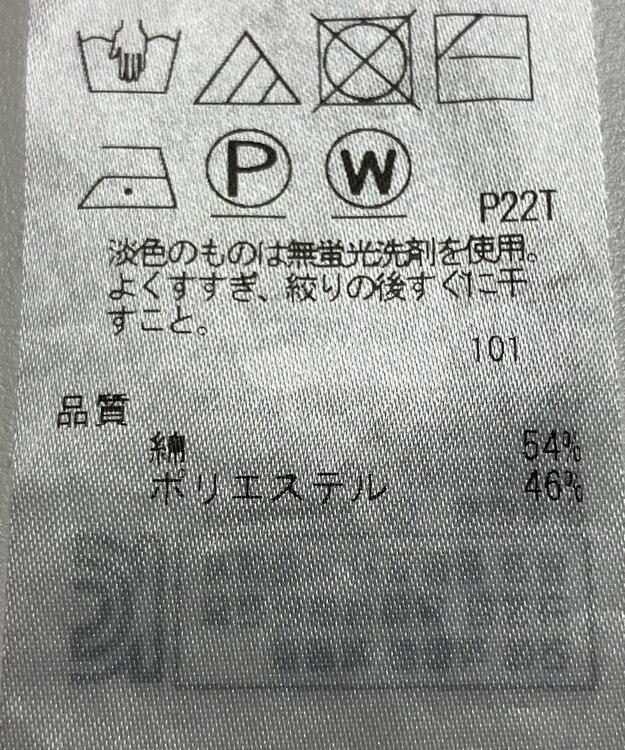 P W
P22T
淡色のものは無蛍光洗剤を使用。
よくすすぎ、絞りの後すぐに干
すこと。
101
品質
綿 54%
ポリエステル 46%